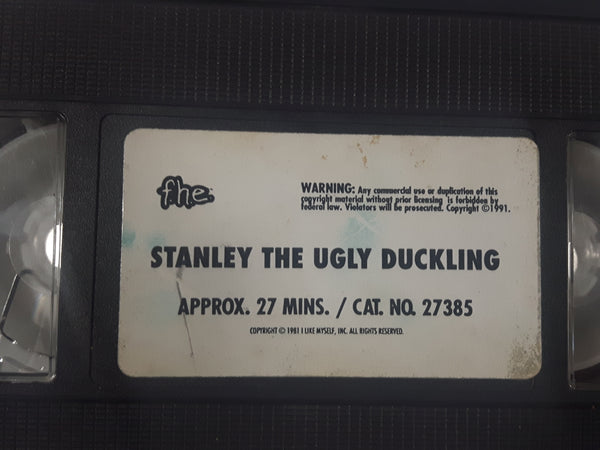 fhe
WARNING: Any commercial use or duplication of this
copyright material without prior licensing is forbidden by
federal law. Violators will be prosecuted. Copyright ©1991.
STANLEY THE UGLY DUCKLING
APPROX. 27 MINS. / CAT. NO. 27385
COPYRIGHT © 1981 I LIKE MYSELF, INC. ALL RIGHTS RESERVED.